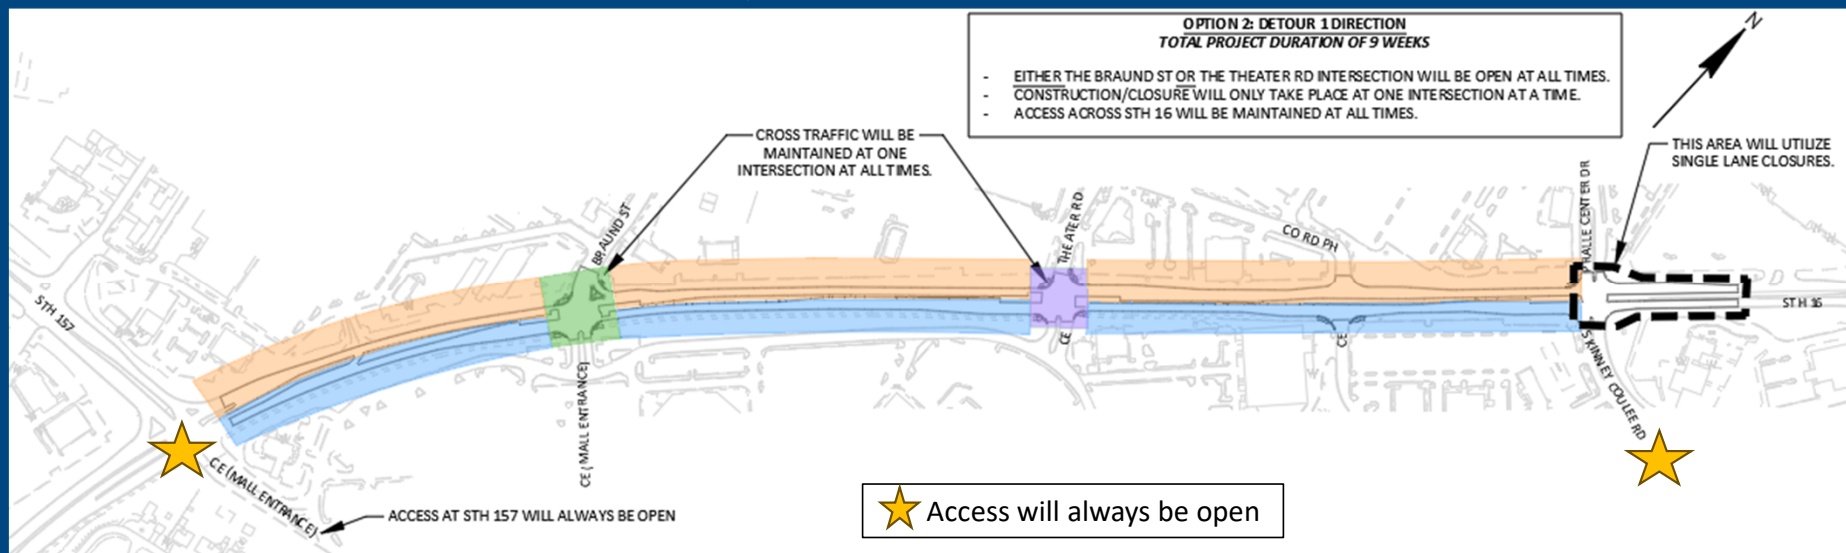 OPTION 2: DETOUR 1 DIRECTION
TOTAL PROJECT DURATION OF 9 WEEKS
- EITHER THE BRAUND ST OR THE THEATER RD INTERSECTION WILL BE OPEN AT ALL TIMES.
- CONSTRUCTION/CLOSURE WILL ONLY TAKE PLACE AT ONE INTERSECTION AT A TIME.
- ACCESS ACROSS STH 16 WILL BE MAINTAINED AT ALL TIMES.
N
CROSS TRAFFIC WILL BE
MAINTAINED AT ONE
INTERSECTION AT ALL TIMES.
THIS AREA WILL UTILIZE
SINGLE LANE CLOSURES.
BRAUND ST
THEATER RD
CO RD PH
HALLE CENTER DR
STH 157
STH 16
CE
CE
CE (MALL ENTRANCE)
KINNEY COULEE RD
CE (MALL ENTRANCE)
ACCESS AT STH 157 WILL ALWAYS BE OPEN
Access will always be open